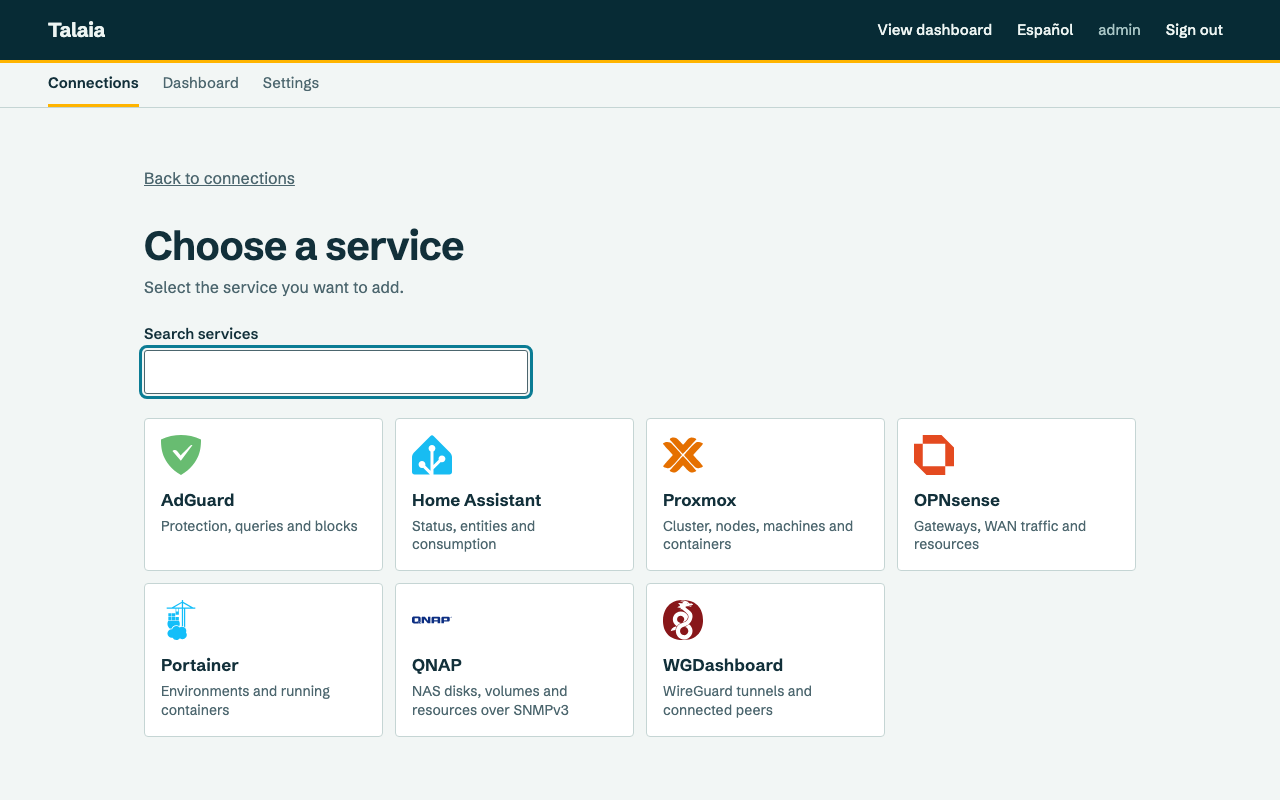 Talaia
View dashboard
Español
admin
Sign out
Connections
Dashboard
Settings
Back to connections
Choose a service
Select the service you want to add.
Search services
AdGuard
Protection, queries and blocks
Home Assistant
Status, entities and
consumption
Proxmox
Cluster, nodes, machines and
containers
OPNsense
Gateways, WAN traffic and
resources
Portainer
Environments and running
containers
QNAP
QNAP
NAS disks, volumes and
resources over SNMPv3
WGDashboard
WireGuard tunnels and
connected peers